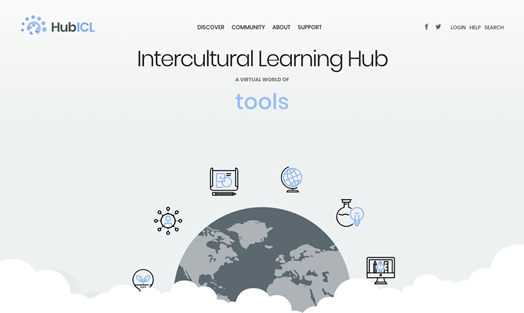 HubICL
DISCOVER COMMUNITY ABOUT SUPPORT
LOGIN HELP SEARCH
Intercultural Learning Hub
A VIRTUAL WORLD OF
tools